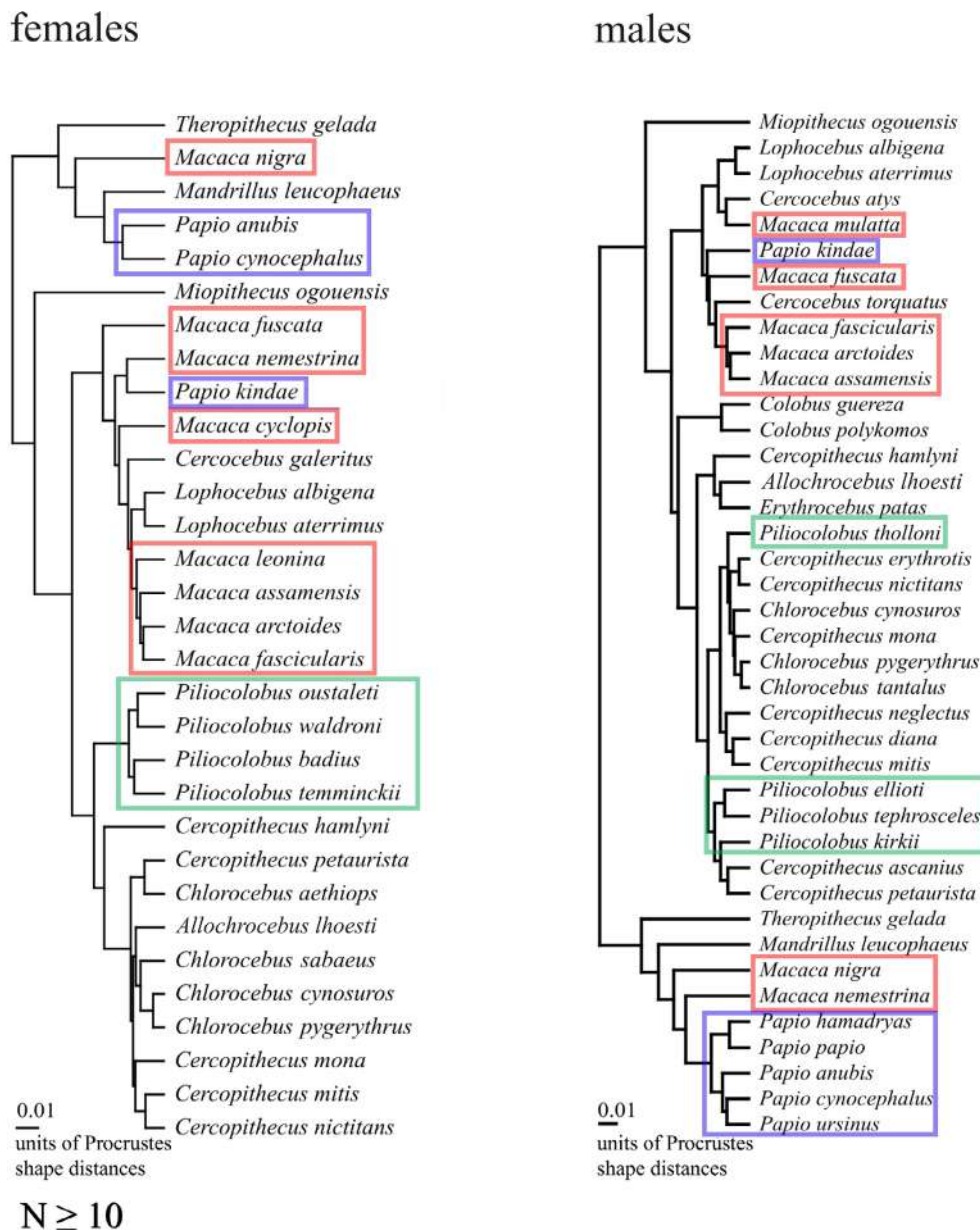 females
Theropithecus gelada
Macaca nigra
Mandrillus leucophaeus
Papio anubis
Papio cynocephalus
Miopithecus ogouensis
Macaca fuscata
Macaca nemestrina
Papio kindae
Macaca cyclopis
Cercocebus galeritus
Lophocebus albigena
Lophocebus aterrimus
Macaca leonina
Macaca assamensis
Macaca arctoides
Macaca fascicularis
Piliocolobus oustaleti
Piliocolobus waldroni
Piliocolobus badius
Piliocolobus temminckii
Cercopithecus hamlyni
Cercopithecus petaurista
Chlorocebus aethiops
Allochrocebus lhoesti
Chlorocebus sabaeus
Chlorocebus cynosuros
Chlorocebus pygerythrus
Cercopithecus mona
Cercopithecus mitis
Cercopithecus nictitans
0.01
units of Procrustes
shape distances
N ≥ 10
males
Miopithecus ogouensis
Lophocebus albigena
Lophocebus aterrimus
Cercocebus atys
Macaca mulatta
Papio kindae
Macaca fuscata
Cercocebus torquatus
Macaca fascicularis
Macaca arctoides
Macaca assamensis
Colobus guereza
Colobus polykomos
Cercopithecus hamlyni
Allochrocebus lhoesti
Erythrocebus patas
Piliocolobus tholloni
Cercopithecus erythrotis
Cercopithecus nictitans
Chlorocebus cynosuros
Cercopithecus mona
Chlorocebus pygerythrus
Chlorocebus tantalus
Cercopithecus neglectus
Cercopithecus diana
Cercopithecus mitis
Piliocolobus ellioti
Piliocolobus tephrosceles
Piliocolobus kirkii
Cercopithecus ascanius
Cercopithecus petaurista
Theropithecus gelada
Mandrillus leucophaeus
Macaca nigra
Macaca nemestrina
Papio hamadryas
Papio papio
Papio anubis
Papio cynocephalus
Papio ursinus
0.01
units of Procrustes
shape distances